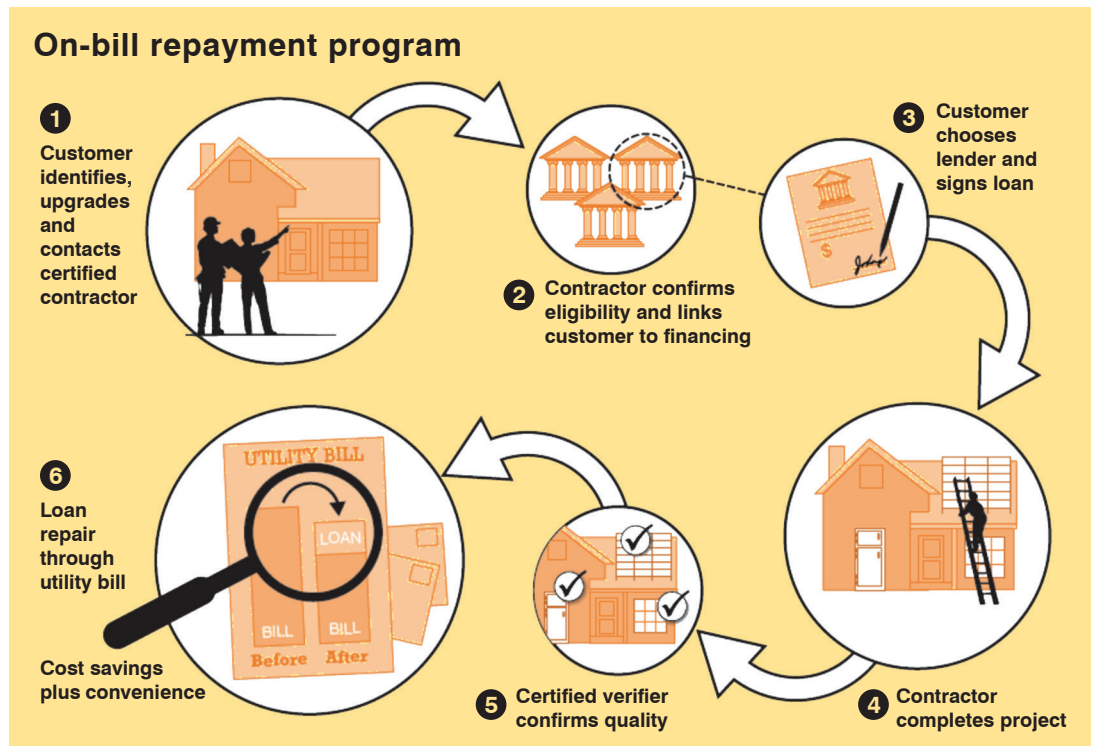 On-bill repayment program
1
Customer
identifies,
upgrades
and
contacts
certified
contractor
2
Contractor confirms
eligibility and links
customer to financing
3
Customer
chooses
lender and
signs loan
$
John
4
Contractor
completes project
5
Certified verifier
confirms quality
6
Loan
repair
through
utility bill
UTILITY BILL
LOAN
BILL
BILL
Before
After
Cost savings
plus convenience